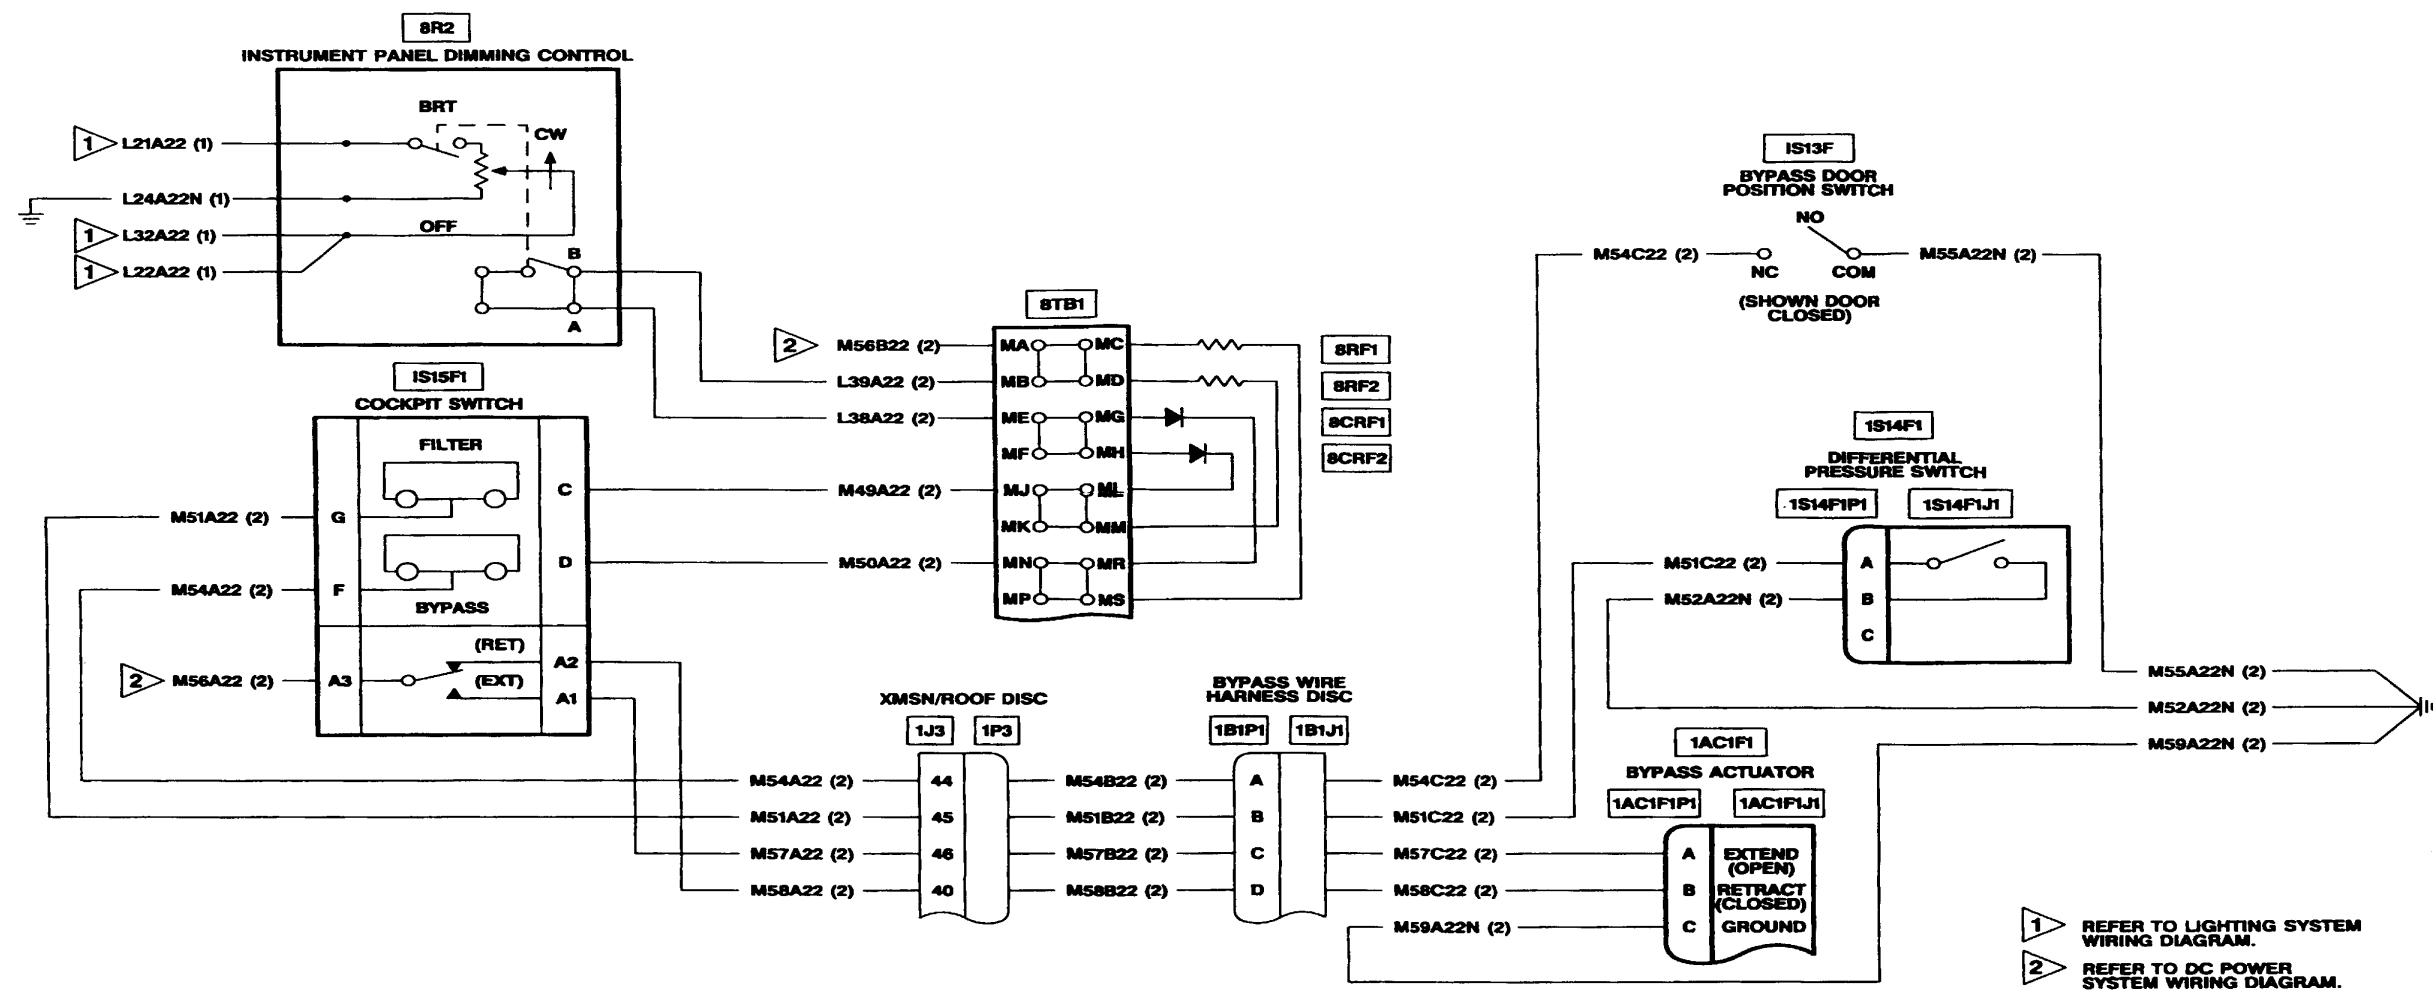 8R2
INSTRUMENT PANEL DIMMING CONTROL
BRT
CW
1 L21A22 (1)
L24A22N (1)
1 L32A22 (1)
OFF
1 L22A22 (1)
B
A
IS15F1
COCKPIT SWITCH
FILTER
C
M51A22 (2) G
D
M54A22 (2) F
BYPASS
(RET)
A2
2 M56A22 (2) A3
(EXT)
A1
8TB1
2 M56B22 (2) MA MC
L39A22 (2) MB MD
L38A22 (2) ME MG
MF MH
M49A22 (2) MJ ML
MK MM
M50A22 (2) MN MR
MP MS
8RF1
8RF2
8CRF1
8CRF2
XMSN/ROOF DISC
1J3 1P3
M54A22 (2) 44 M54B22 (2)
M51A22 (2) 45 M51B22 (2)
M57A22 (2) 46 M57B22 (2)
M58A22 (2) 40 M58B22 (2)
BYPASS WIRE
HARNESS DISC
1B1P1 1B1J1
A M54C22 (2)
B M51C22 (2)
C M57C22 (2)
D M58C22 (2)
M59A22N (2)
IS13F
BYPASS DOOR
POSITION SWITCH
NO
M54C22 (2) NC COM M55A22N (2)
(SHOWN DOOR
CLOSED)
1S14F1
DIFFERENTIAL
PRESSURE SWITCH
1S14F1P1 1S14F1J1
M51C22 (2) A
M52A22N (2) B
C
M55A22N (2)
M52A22N (2)
M59A22N (2)
1AC1F1
BYPASS ACTUATOR
1AC1F1P1 1AC1F1J1
A EXTEND
(OPEN)
B RETRACT
(CLOSED)
C GROUND
1 REFER TO LIGHTING SYSTEM
WIRING DIAGRAM.
2 REFER TO DC POWER
SYSTEM WIRING DIAGRAM.